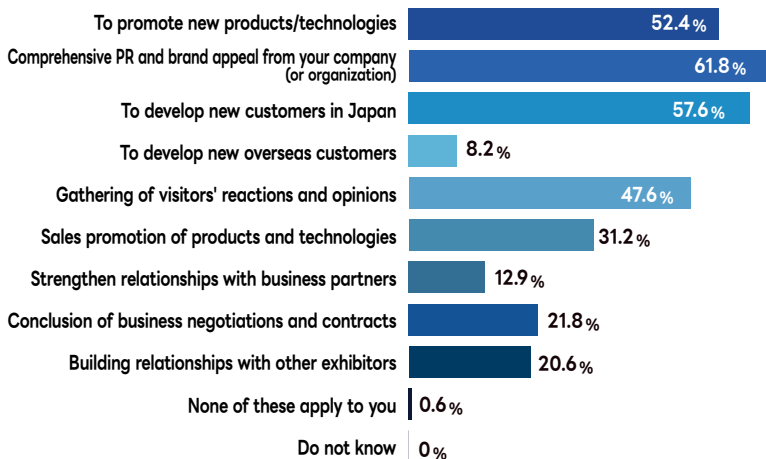 To promote new products/technologies 52.4%
Comprehensive PR and brand appeal from your company
(or organization) 61.8%
To develop new customers in Japan 57.6%
To develop new overseas customers 8.2%
Gathering of visitors' reactions and opinions 47.6%
Sales promotion of products and technologies 31.2%
Strengthen relationships with business partners 12.9%
Conclusion of business negotiations and contracts 21.8%
Building relationships with other exhibitors 20.6%
None of these apply to you 0.6%
Do not know 0%